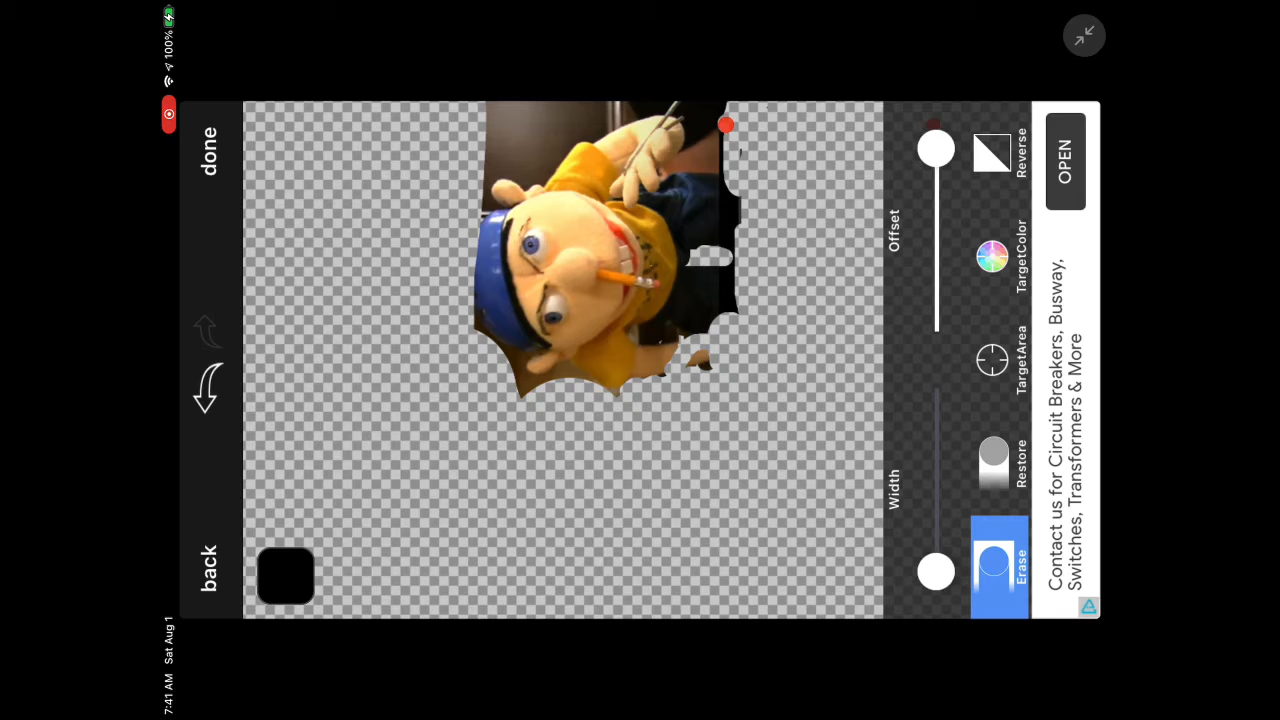 7:41 AM Sat Aug 1
100%
back
done
Width
Offset
Erase
Restore
TargetArea
TargetColor
Reverse
Contact us for Circuit Breakers, Busway,
Switches, Transformers & More
OPEN